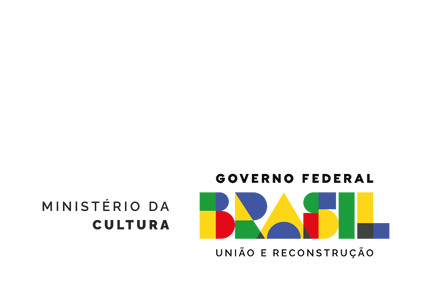 MINISTÉRIO DA
CULTURA
GOVERNO FEDERAL
BRASIL
UNIÃO E RECONSTRUÇÃO